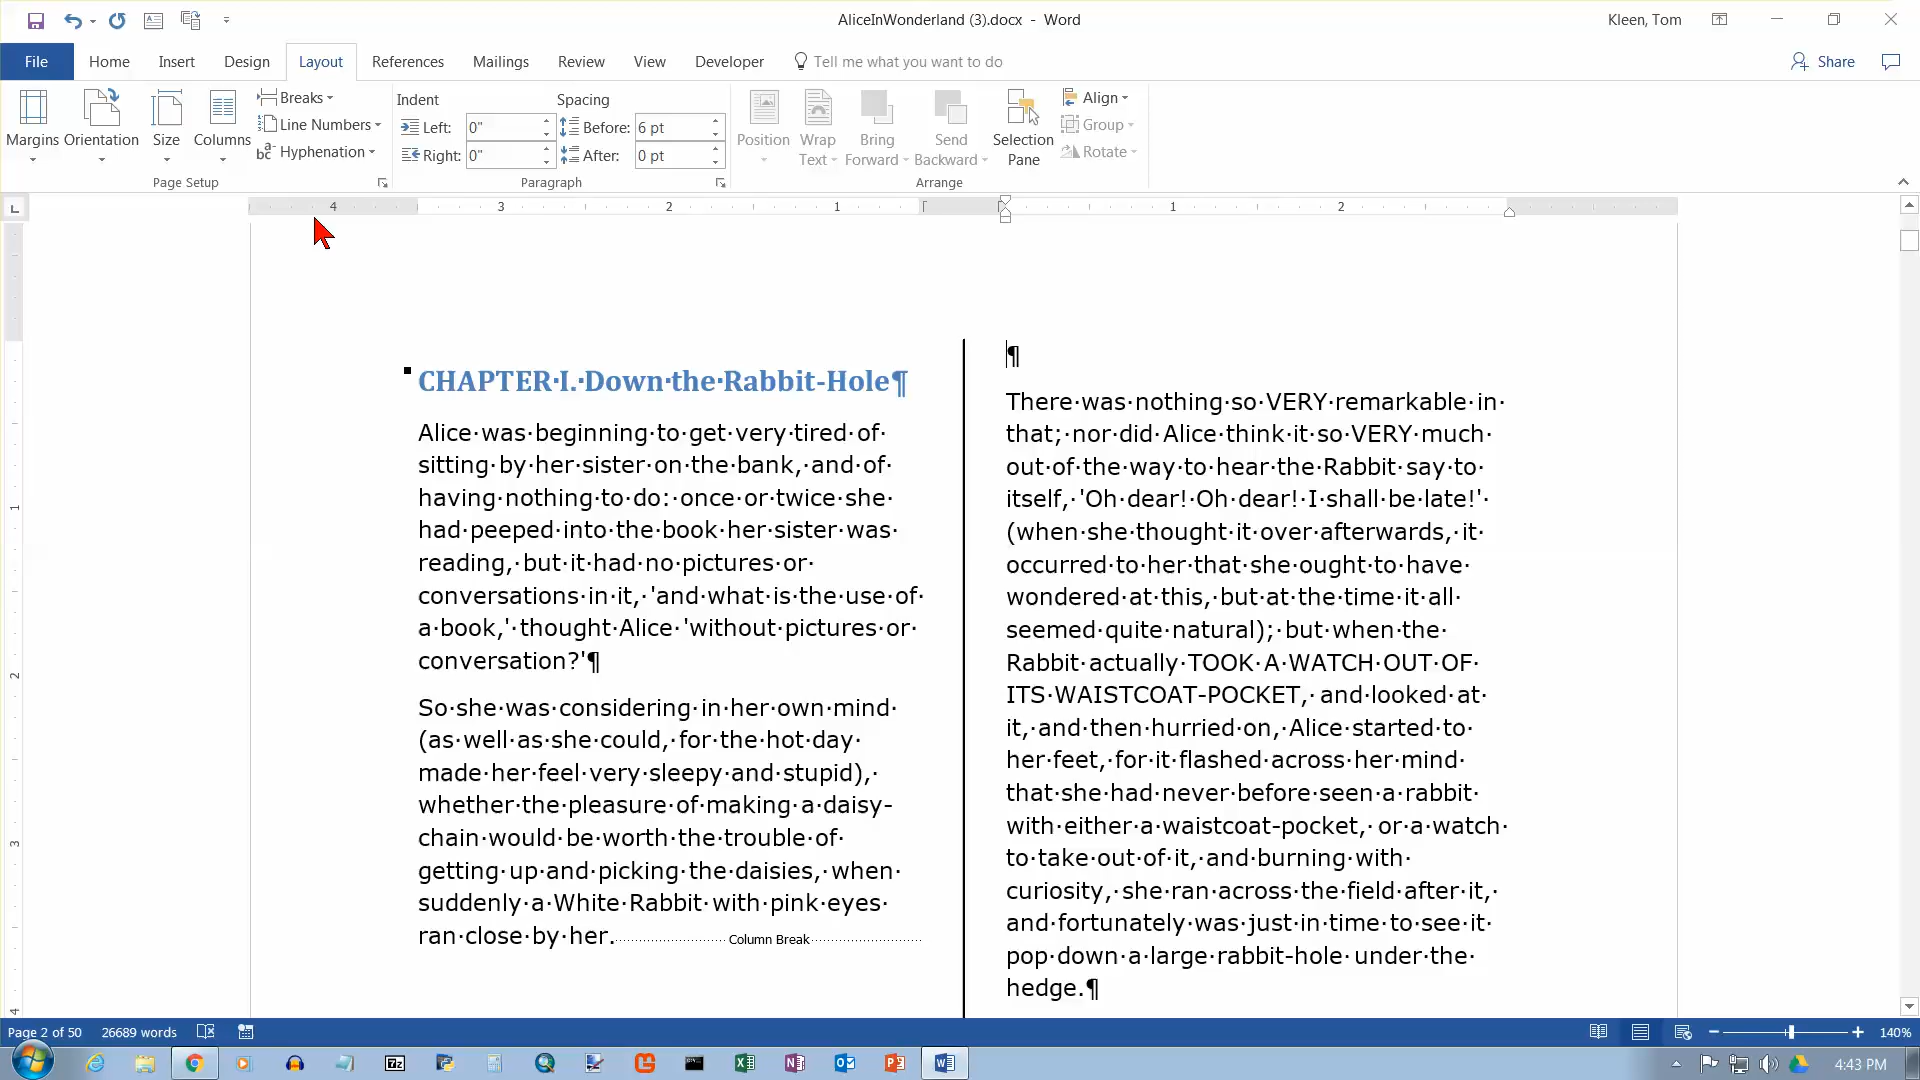 AliceInWonderland (3).docx - Word
Kleen, Tom
File Home Insert Design Layout References Mailings Review View Developer Tell me what you want to do Share
Margins Orientation Size Columns
Breaks
Line Numbers
Hyphenation
Page Setup
Indent Spacing
Left: 0" Before: 6 pt
Right: 0" After: 0 pt
Paragraph
Position
Wrap Text
Bring Forward
Send Backward
Selection Pane
Align
Group
Rotate
Arrange
4 3 2 1 1 2
CHAPTER·I.·Down·the·Rabbit-Hole¶
Alice·was·beginning·to·get·very·tired·of·
sitting·by·her·sister·on·the·bank,·and·of·
having·nothing·to·do:·once·or·twice·she·
had·peeped·into·the·book·her·sister·was·
reading,·but·it·had·no·pictures·or·
conversations·in·it,·'and·what·is·the·use·of·
a·book,'·thought·Alice·'without·pictures·or·
conversation?'¶
So·she·was·considering·in·her·own·mind·
(as·well·as·she·could,·for·the·hot·day·
made·her·feel·very·sleepy·and·stupid),·
whether·the·pleasure·of·making·a·daisy-
chain·would·be·worth·the·trouble·of·
getting·up·and·picking·the·daisies,·when·
suddenly·a·White·Rabbit·with·pink·eyes·
ran·close·by·her. Column Break
¶
There·was·nothing·so·VERY·remarkable·in·
that;·nor·did·Alice·think·it·so·VERY·much·
out·of·the·way·to·hear·the·Rabbit·say·to·
itself,·'Oh·dear!·Oh·dear!·I·shall·be·late!'·
(when·she·thought·it·over·afterwards,·it·
occurred·to·her·that·she·ought·to·have·
wondered·at·this,·but·at·the·time·it·all·
seemed·quite·natural);·but·when·the·
Rabbit·actually·TOOK·A·WATCH·OUT·OF·
ITS·WAISTCOAT-POCKET,·and·looked·at·
it,·and·then·hurried·on,·Alice·started·to·
her·feet,·for·it·flashed·across·her·mind·
that·she·had·never·before·seen·a·rabbit·
with·either·a·waistcoat-pocket,·or·a·watch·
to·take·out·of·it,·and·burning·with·
curiosity,·she·ran·across·the·field·after·it,·
and·fortunately·was·just·in·time·to·see·it·
pop·down·a·large·rabbit-hole·under·the·
hedge.¶
1
2
3
4
Page 2 of 50 26689 words 140%
4:43 PM